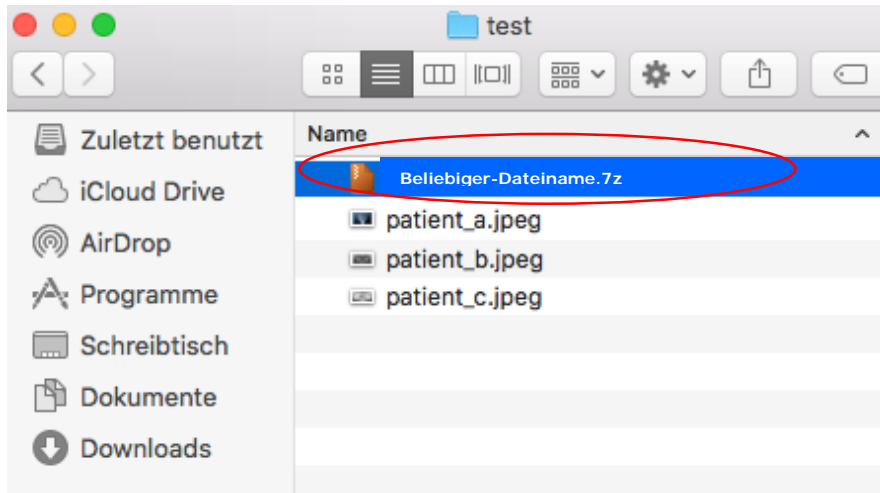 test
Zuletzt benutzt
iCloud Drive
AirDrop
Programme
Schreibtisch
Dokumente
Downloads
Name
Beliebiger-Dateiname.7z
patient_a.jpeg
patient_b.jpeg
patient_c.jpeg